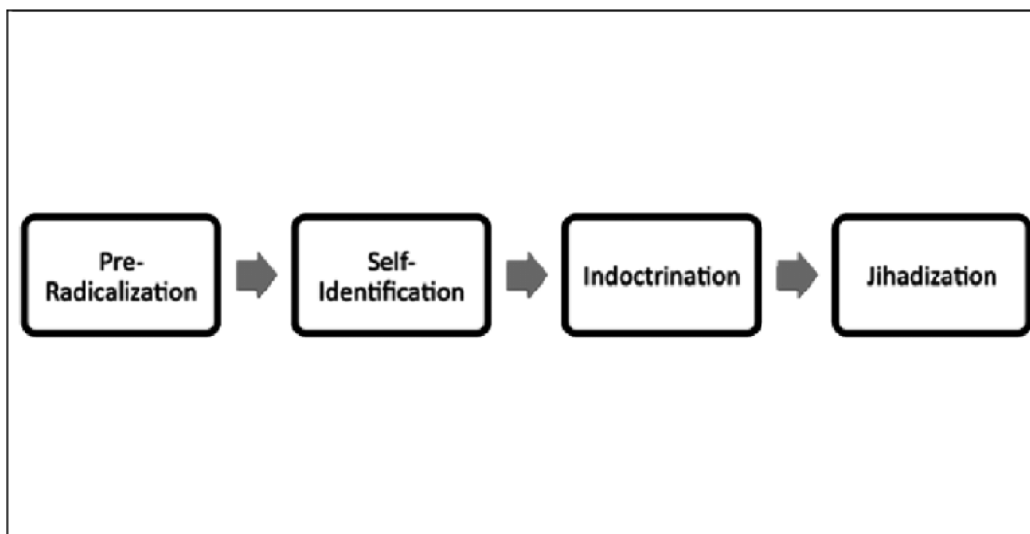 Pre-
Radicalization
Self-
Identification
Indoctrination
Jihadization